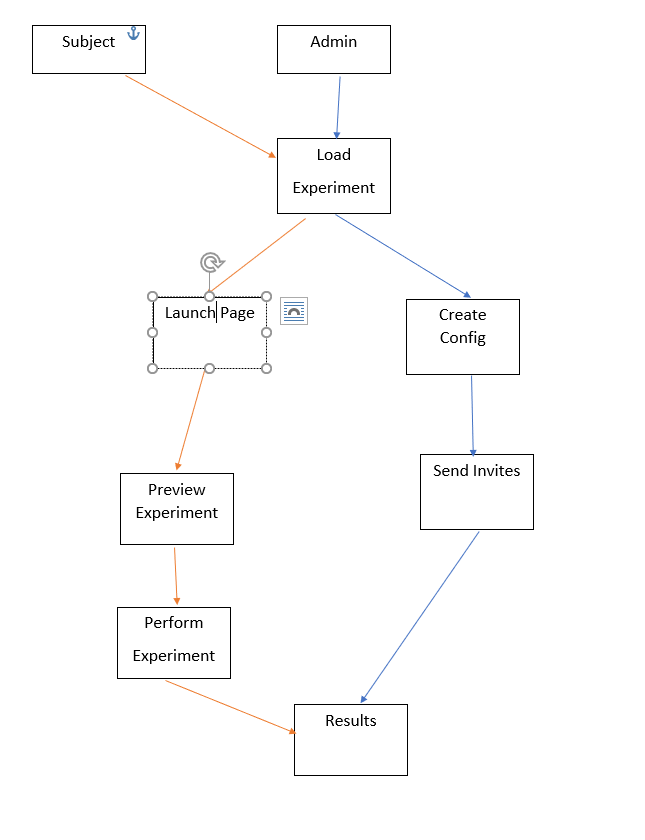 Subject
Admin
Load
Experiment
Launch Page
Create
Config
Preview
Experiment
Send Invites
Perform
Experiment
Results